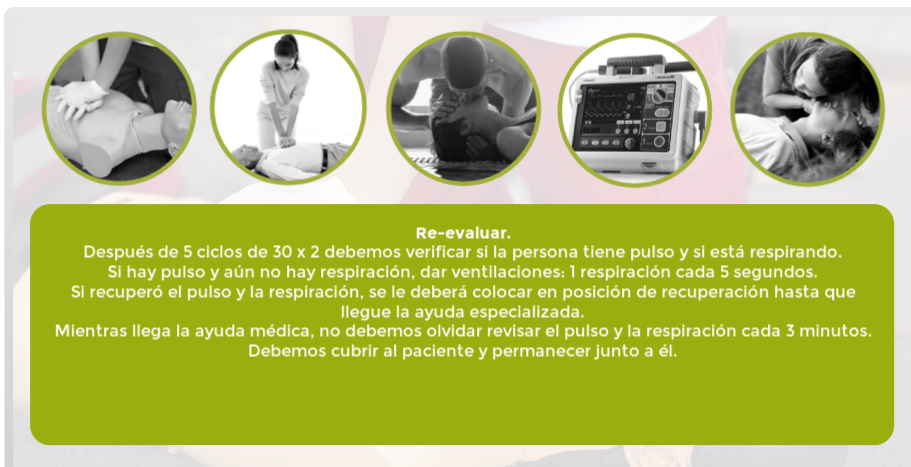 Re-evaluar.
Después de 5 ciclos de 30 x 2 debemos verificar si la persona tiene pulso y si está respirando.
Si hay pulso y aún no hay respiración, dar ventilaciones: 1 respiración cada 5 segundos.
Si recuperó el pulso y la respiración, se le deberá colocar en posición de recuperación hasta que
llegue la ayuda especializada.
Mientras llega la ayuda médica, no debemos olvidar revisar el pulso y la respiración cada 3 minutos.
Debemos cubrir al paciente y permanecer junto a él.